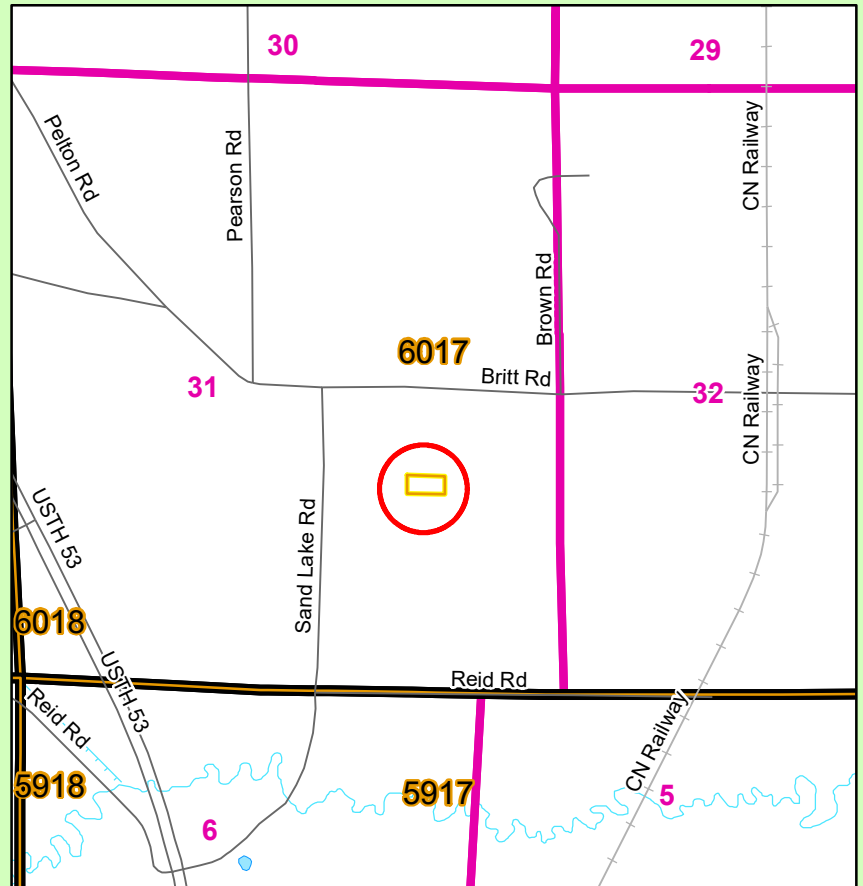 30
29
Pelton Rd
Pearson Rd
CN Railway
Brown Rd
6017
Britt Rd
31
32
CN Railway
USTH 53
Sand Lake Rd
6018
USTH 53
Reid Rd
Reid Rd
CN Railway
5918
5917
5
6